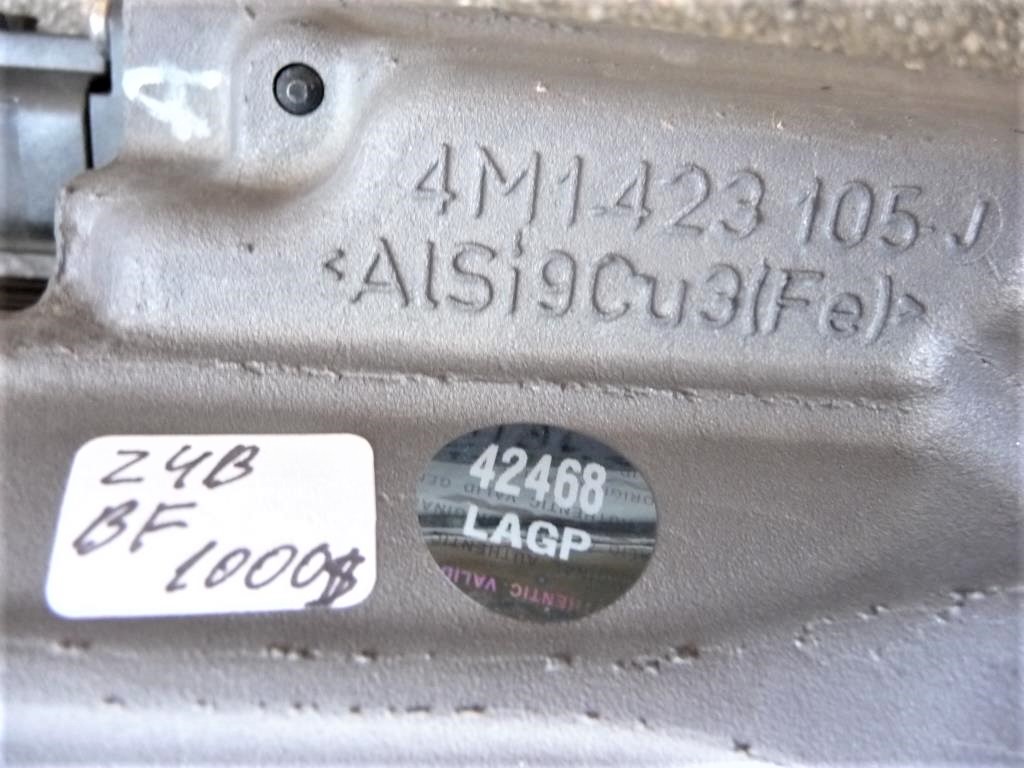 4M1.423 105 J
<AlSi9Cu3(Fe)>
Z4B
BF
1000$
42468
LAGP